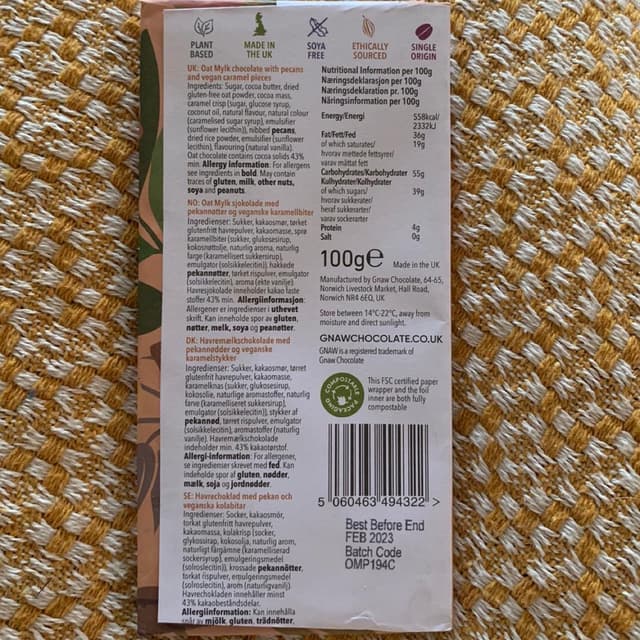 PLANT BASED
MADE IN THE UK
SOYA FREE
ETHICALLY SOURCED
SINGLE ORIGIN
UK: Oat Mylk chocolate with pecans
and vegan caramel pieces
Ingredients: Sugar, cocoa butter, dried
gluten-free oat powder, cocoa mass,
caramel crisp (sugar, glucose syrup,
coconut oil, natural flavour, natural colour
(caramelised sugar syrup), emulsifier
(sunflower lecithin)), nibbed pecans,
dried rice powder, emulsifier (sunflower
lecithin), flavouring (natural vanilla).
Oat chocolate contains cocoa solids 43%
min. Allergy information: For allergens
see ingredients in bold. May contain
traces of gluten, milk, other nuts,
soya and peanuts.
NO: Oat Mylk sjokolade med
pekannøtter og veganske karamellbiter
Ingredienser: Sukker, kakaosmør, tørket
glutenfritt havrepulver, kakaomasse, sprø
karamellbiter (sukker, glukosesirup,
kokosnøttolje, naturlig aroma, naturlig
farge (karamelisert sukkersirup),
emulgator (solsikkelecitin)), hakkede
pekannøtter, tørket rispulver, emulgator
(solsikkelecitin), aroma (ekte vanilje)
Havresjokolade inneholder kakao faste
stoffer 43% min. Allergiinformasjon:
Allergener er ingredienser i uthevet
skrift. Kan inneholde spor av gluten,
nøtter, melk, soya og peanøtter.
DK: Havremælkschokolade med
pekannødder og veganske
karamelstykker
Ingredienser: Sukker, kakaosmør, tørret
glutenfrit havrepulver, kakaomasse,
karamelknas (sukker, glukosesirup,
kokosolie, naturlige aromastoffer, naturlig
farve (karamelliseret sukkersirup),
emulgator (solsikkelecitin)), stykker af
pekannød, tørret rispulver, emulgator
(solsikkelecitin), aromastoffer (naturlig
vanilje). Havremælkschokolade
indeholder min. 43% kakaotørstof.
Allergi-information: For allergener,
se ingredienser skrevet med fed. Kan
indeholde spor af gluten, nødder,
mælk, soja og jordnødder.
SE: Havrechoklad med pekan och
veganska kolabitar
Ingredienser: Socker, kakaosmör,
torkat glutenfritt havrepulver,
kakaomassa, kolakrisp (socker,
glykossirap, kokosolja, naturlig arom,
naturligt färgämne (karamelliserad
sockersyrup), emulgeringsmedel
(solroslecitin)), krossade pekannötter,
torkat rispulver, emulgeringsmedel
(solroslecitin), arom (naturligvanilj).
Havrechokladen innehåller minst
43% kakaobeståndsdelar.
Allergiinformation: Kan innehålla
spår av mjölk, gluten, trädnötter,
Nutritional Information per 100g
Næringsdeklarasjon per 100g
Næringdeklaration pr. 100g
Näringsinformation per 100g
Energy/Energi 558kcal/
2332kJ
Fat/Fett/Fed 36g
of which saturates/ 19g
hvorav mettede fettsyrer/
varav mättat fett
Carbohydrates/Karbohydrater 55g
Kulhydrater/Kolhydrater
of which sugars/ 39g
hvorav sukkerater/
heraf sukkerarter/
varav sockerarter
Protein 4g
Salt 0g
100g℮ Made in the UK
Manufactured by Gnaw Chocolate, 64-65,
Norwich Livestock Market, Hall Road,
Norwich NR4 6EQ, UK
Store between 14°C-22°C, away from
moisture and direct sunlight.
GNAWCHOCOLATE.CO.UK
GNAW is a registered trademark of
Gnaw Chocolate
COMPOSTABLE PACKAGING
This FSC certified paper
wrapper and the foil
inner are both fully
compostable
5 060463 494322 >
Best Before End
FEB 2023
Batch Code
OMP194C